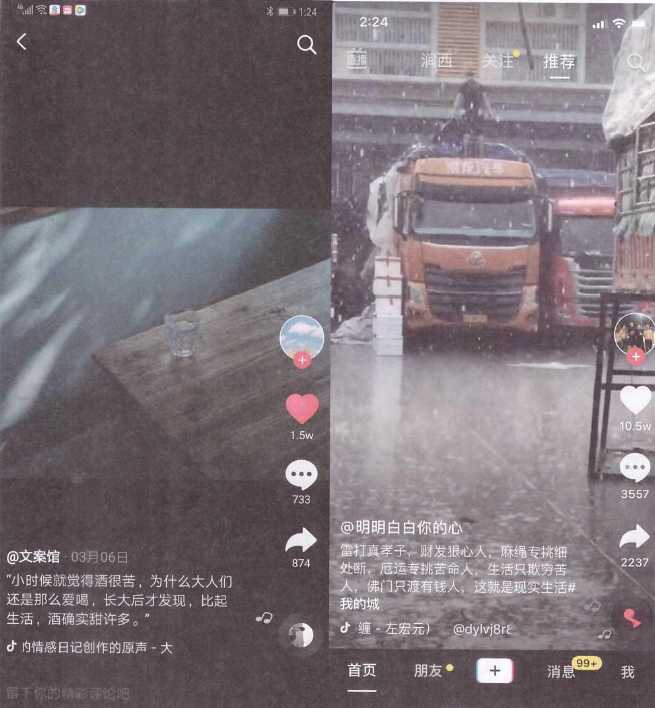 1:24
1.5w
733
874
@文案馆 · 03月06日
“小时候就觉得酒很苦，为什么大人们
还是那么爱喝，长大后才发现，比起
生活，酒确实甜许多。”
的情感日记创作的原声 - 大
留下你的精彩评论吧
2:24
直播
涧西
关注
推荐
10.5w
3557
2237
@明明白白你的心
雷打真孝子，财发狠心人，麻绳专挑细
处断，厄运专挑苦命人，生活只欺穷苦
人，佛门只渡有钱人，这就是现实生活#
我的城
缠 - 左宏元） @dylvj8r
首页
朋友
消息
99+
我